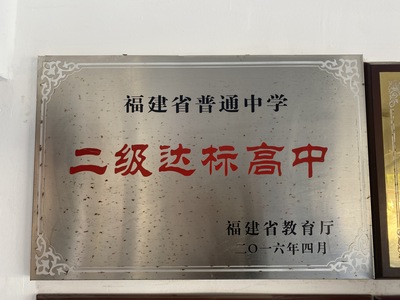 福建省普通中学
二级达标高中
福建省教育厅
二〇一六年四月